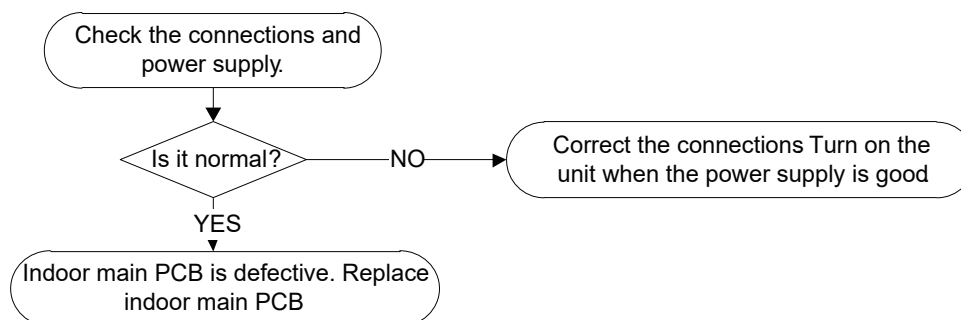 Check the connections and
power supply.
Is it normal?
NO
Correct the connections Turn on the
unit when the power supply is good
YES
Indoor main PCB is defective. Replace
indoor main PCB